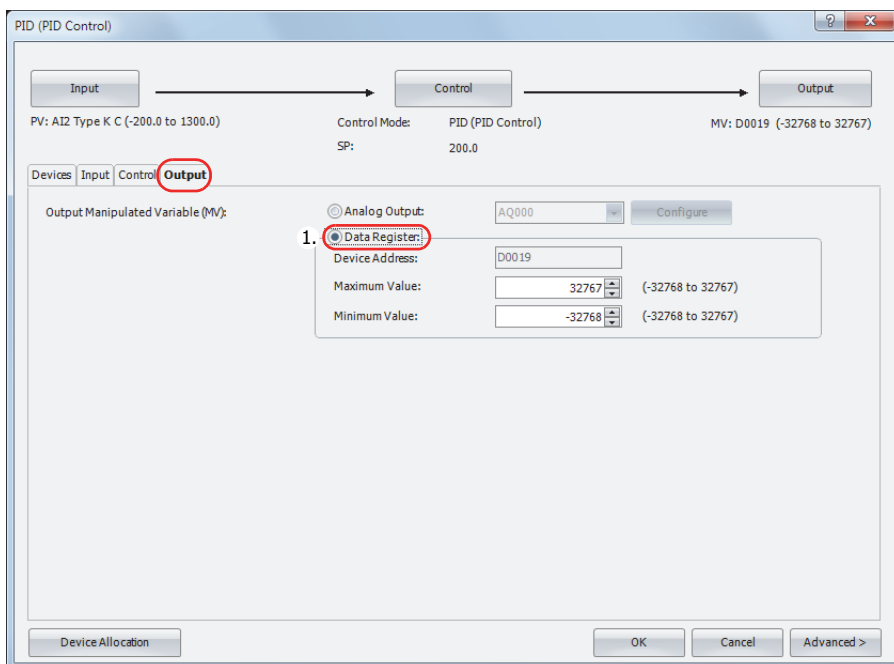 PID (PID Control)
Input
Control
Output
PV: AI2 Type K C (-200.0 to 1300.0)
Control Mode: PID (PID Control)
MV: D0019 (-32768 to 32767)
SP: 200.0
Devices Input Control Output
Output Manipulated Variable (MV):
Analog Output: AQ000 Configure
1. Data Register:
Device Address: D0019
Maximum Value: 32767 (-32768 to 32767)
Minimum Value: -32768 (-32768 to 32767)
Device Allocation OK Cancel Advanced >